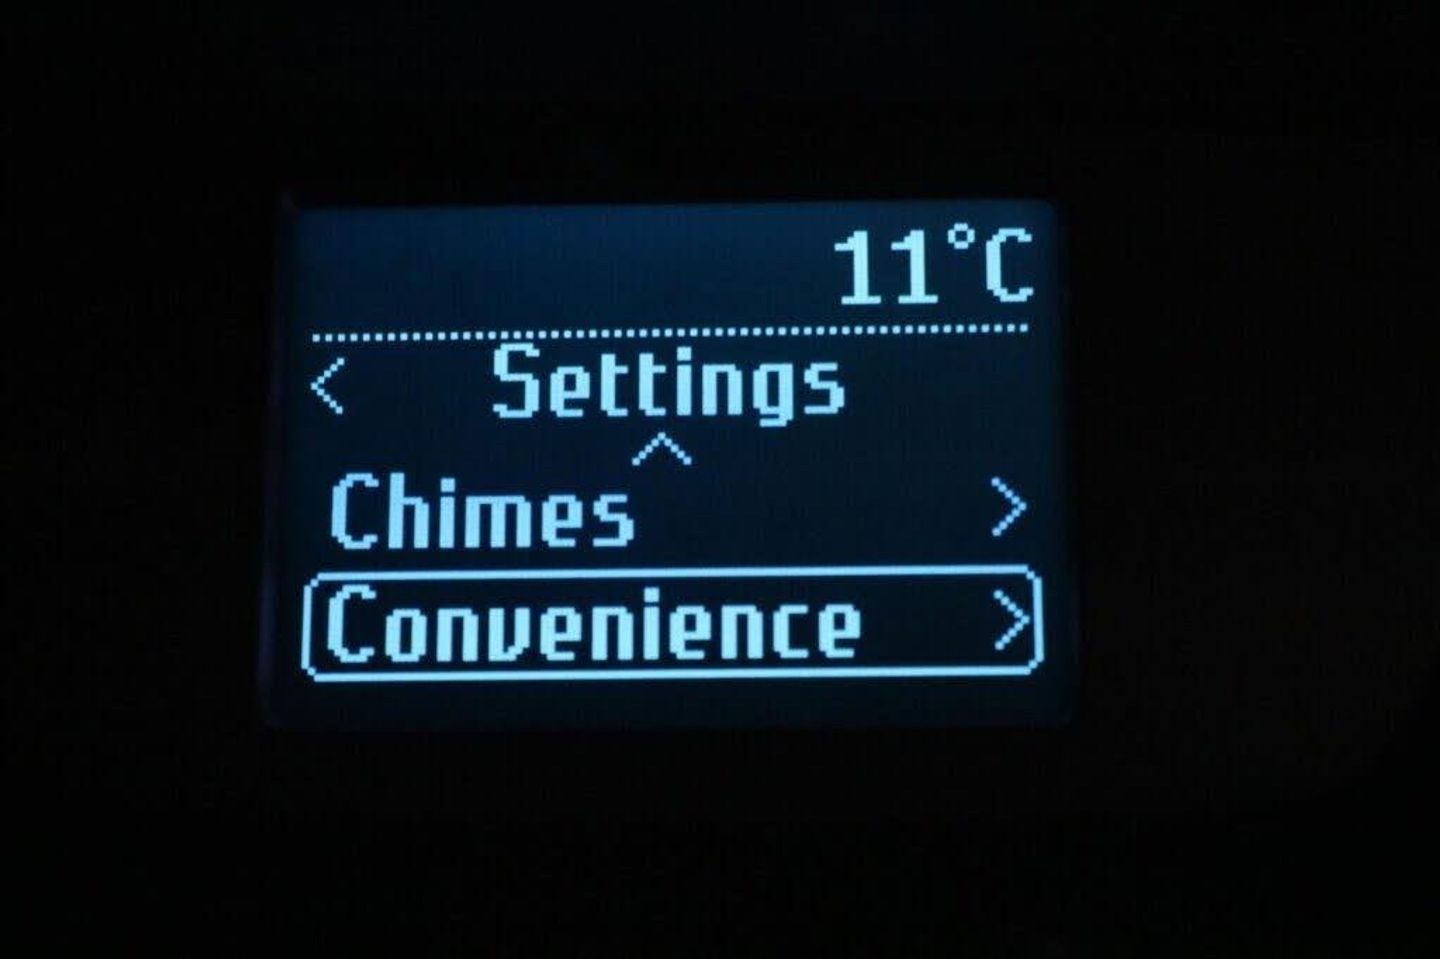 11°C
Settings
Chimes
Convenience